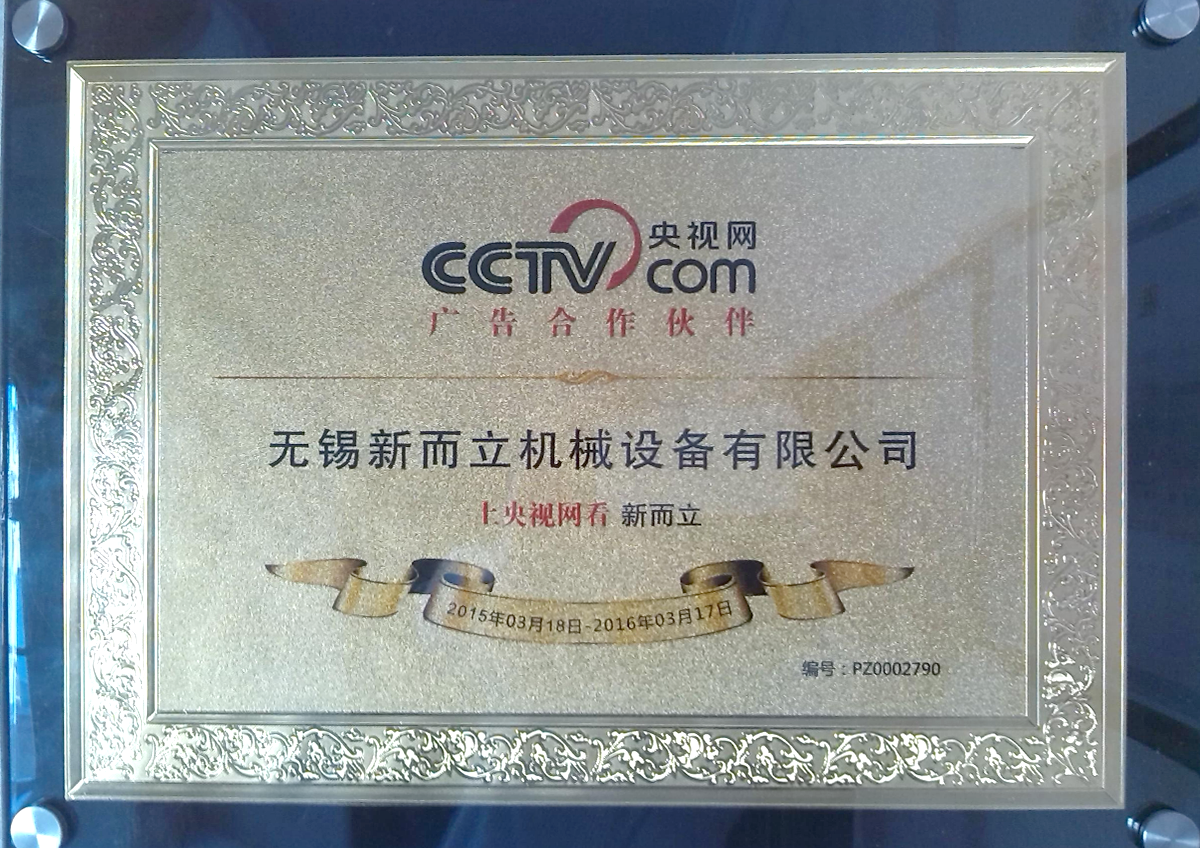 CCTV 央视网
com
广告合作伙伴
无锡新而立机械设备有限公司
上央视网看 新而立
2015年03月18日-2016年03月17日
编号：PZ0002790